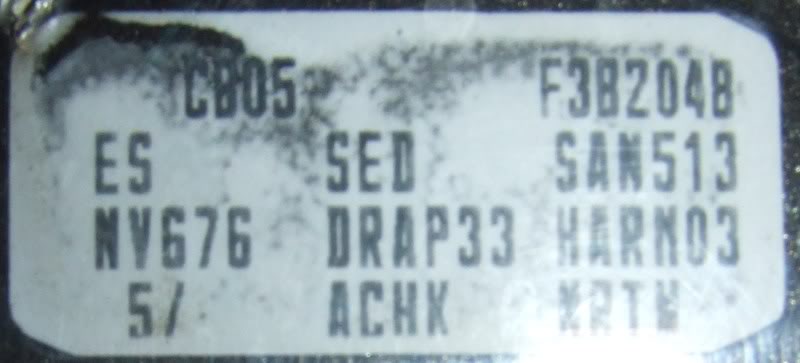 CB05 F3B204B
ES SED SAN513
NV676 DRAP33 HARN03
5/ ACHK